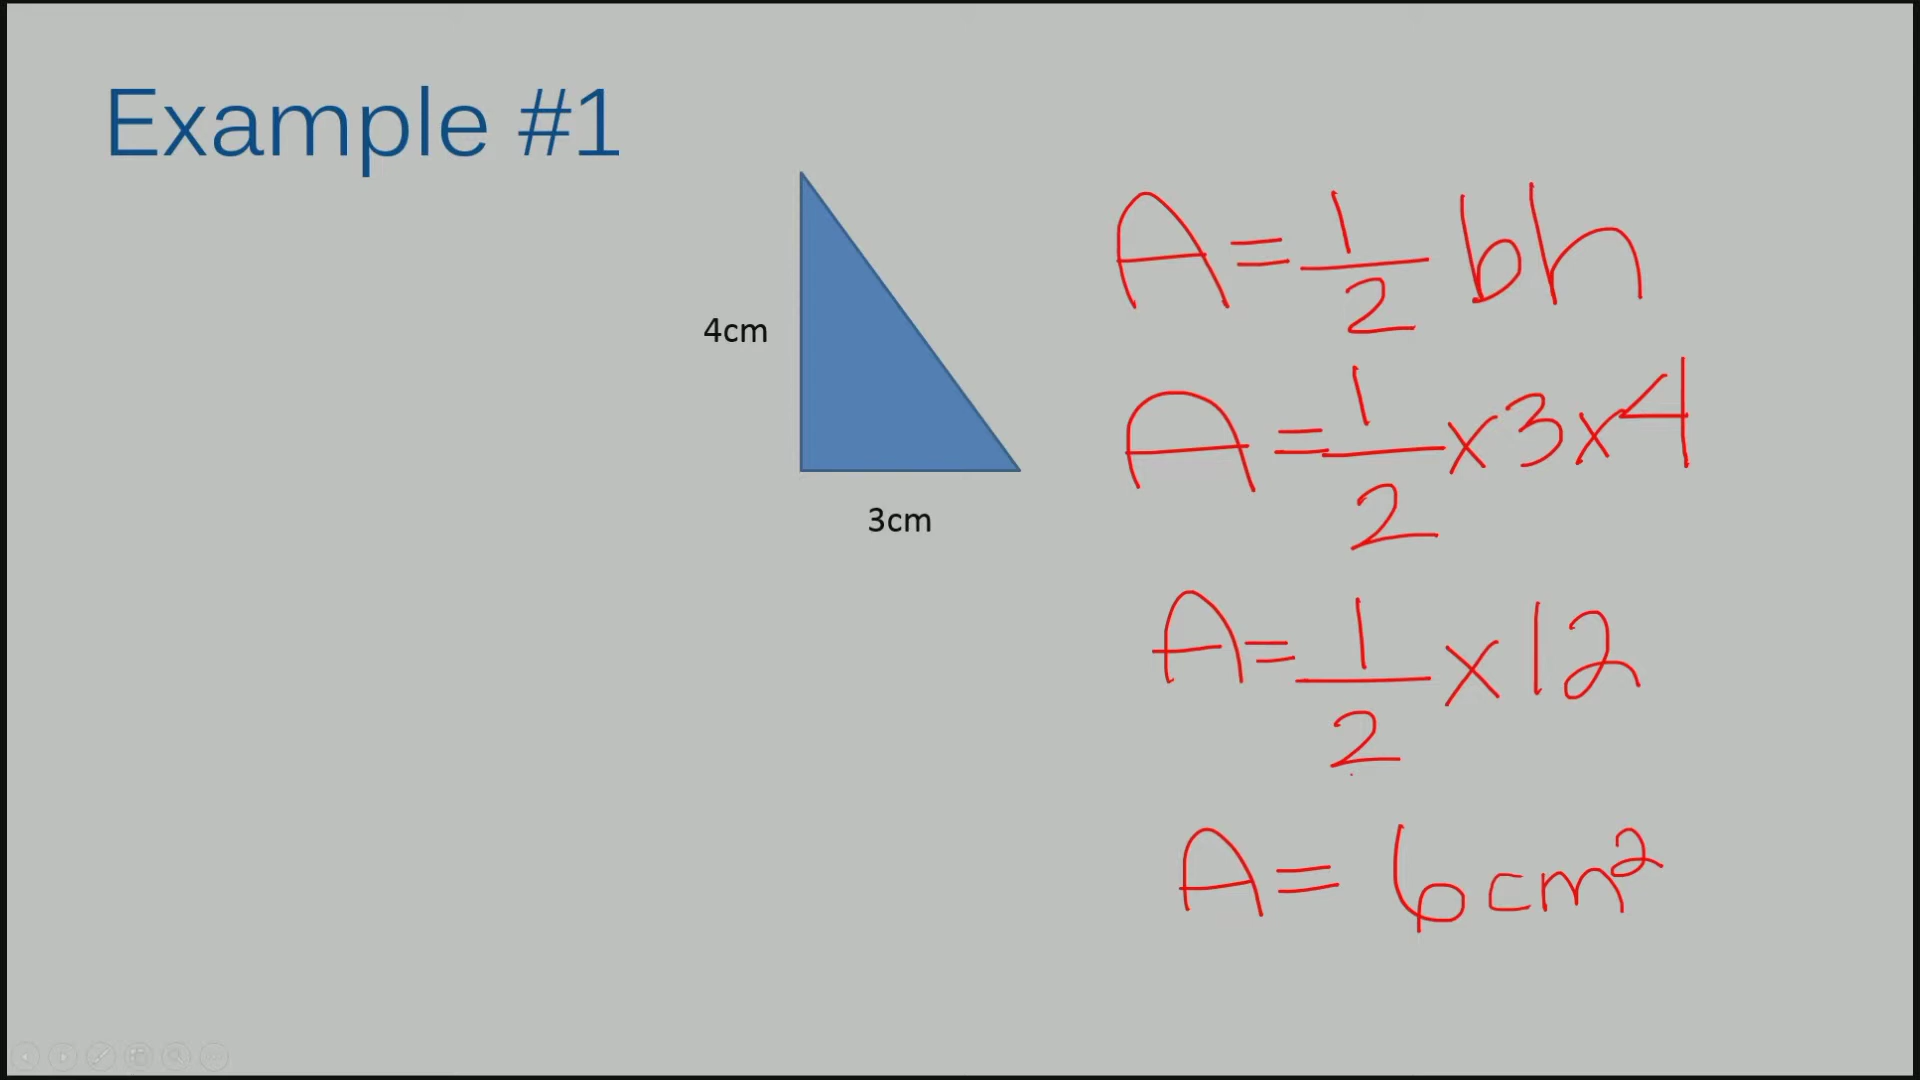 Example #1
4cm
3cm
A = 1/2 bh
A = 1/2 x 3 x 4
A = 1/2 x 12
A = 6cm²